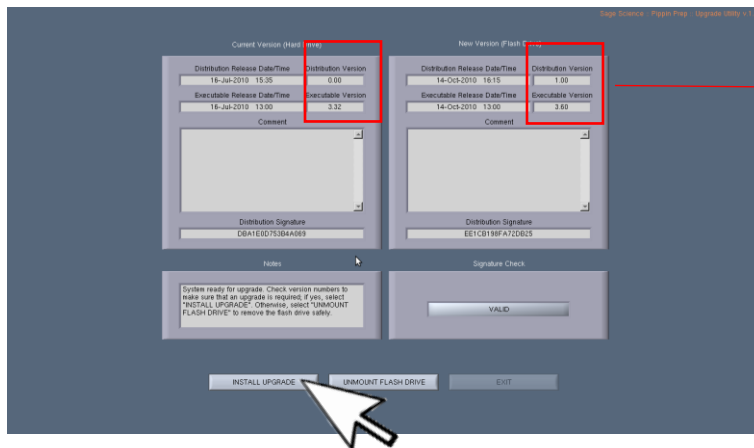 Sage Science - Pippin Prep - Upgrade Utility v.1
Current Version (Hard Drive)
Distribution Release Date/Time Distribution Version
16-Jul-2010 15:35 0.00
Executable Release Date/Time Executable Version
16-Jul-2010 13:00 3.32
Comment
Distribution Signature
DBA1E0D753B4A069
New Version (Flash Drive)
Distribution Release Date/Time Distribution Version
14-Oct-2010 16:15 1.00
Executable Release Date/Time Executable Version
14-Oct-2010 13:00 3.60
Comment
Distribution Signature
EE1CB198FA72DB25
Notes
System ready for upgrade. Check version numbers to
make sure that an upgrade is required; if yes, select
"INSTALL UPGRADE". Otherwise, select "UNMOUNT
FLASH DRIVE" to remove the flash drive safely.
Signature Check
VALID
INSTALL UPGRADE
UNMOUNT FLASH DRIVE
EXIT